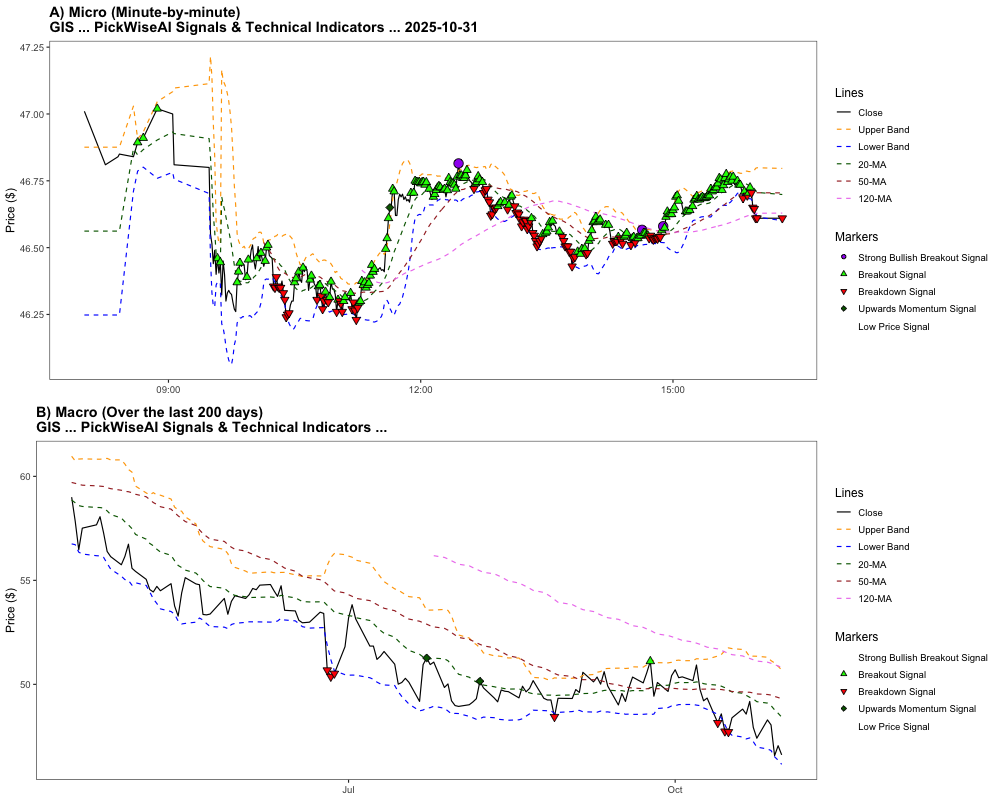 A) Micro (Minute-by-minute)
GIS ... PickWiseAI Signals & Technical Indicators ... 2025-10-31
47.25
47.00
46.75
46.50
46.25
Price ($)
09:00
12:09
15:00
Lines
Close
Upper Band
Lower Band
20-MA
50-MA
120-MA
Markers
Strong Bullish Breakout Signal
Breakout Signal
Breakdown Signal
Upwards Momentum Signal
Low Price Signal
B) Macro (Over the last 200 days)
GIS ... PickWiseAI Signals & Technical Indicators ...
60
55
50
Price ($)
Jul
Oct
Lines
Close
Upper Band
Lower Band
20-MA
50-MA
120-MA
Markers
Strong Bullish Breakout Signal
Breakout Signal
Breakdown Signal
Upwards Momentum Signal
Low Price Signal